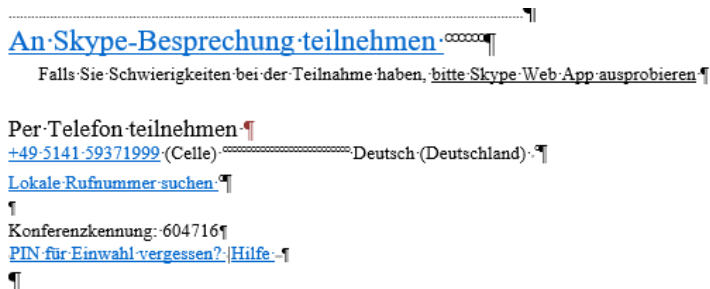 An Skype-Besprechung teilnehmen
Falls Sie Schwierigkeiten bei der Teilnahme haben, bitte Skype Web App ausprobieren
Per Telefon teilnehmen
+49 5141 59371999 (Celle) Deutsch (Deutschland)
Lokale Rufnummer suchen
Konferenzkennung: 604716
PIN für Einwahl vergessen? |Hilfe